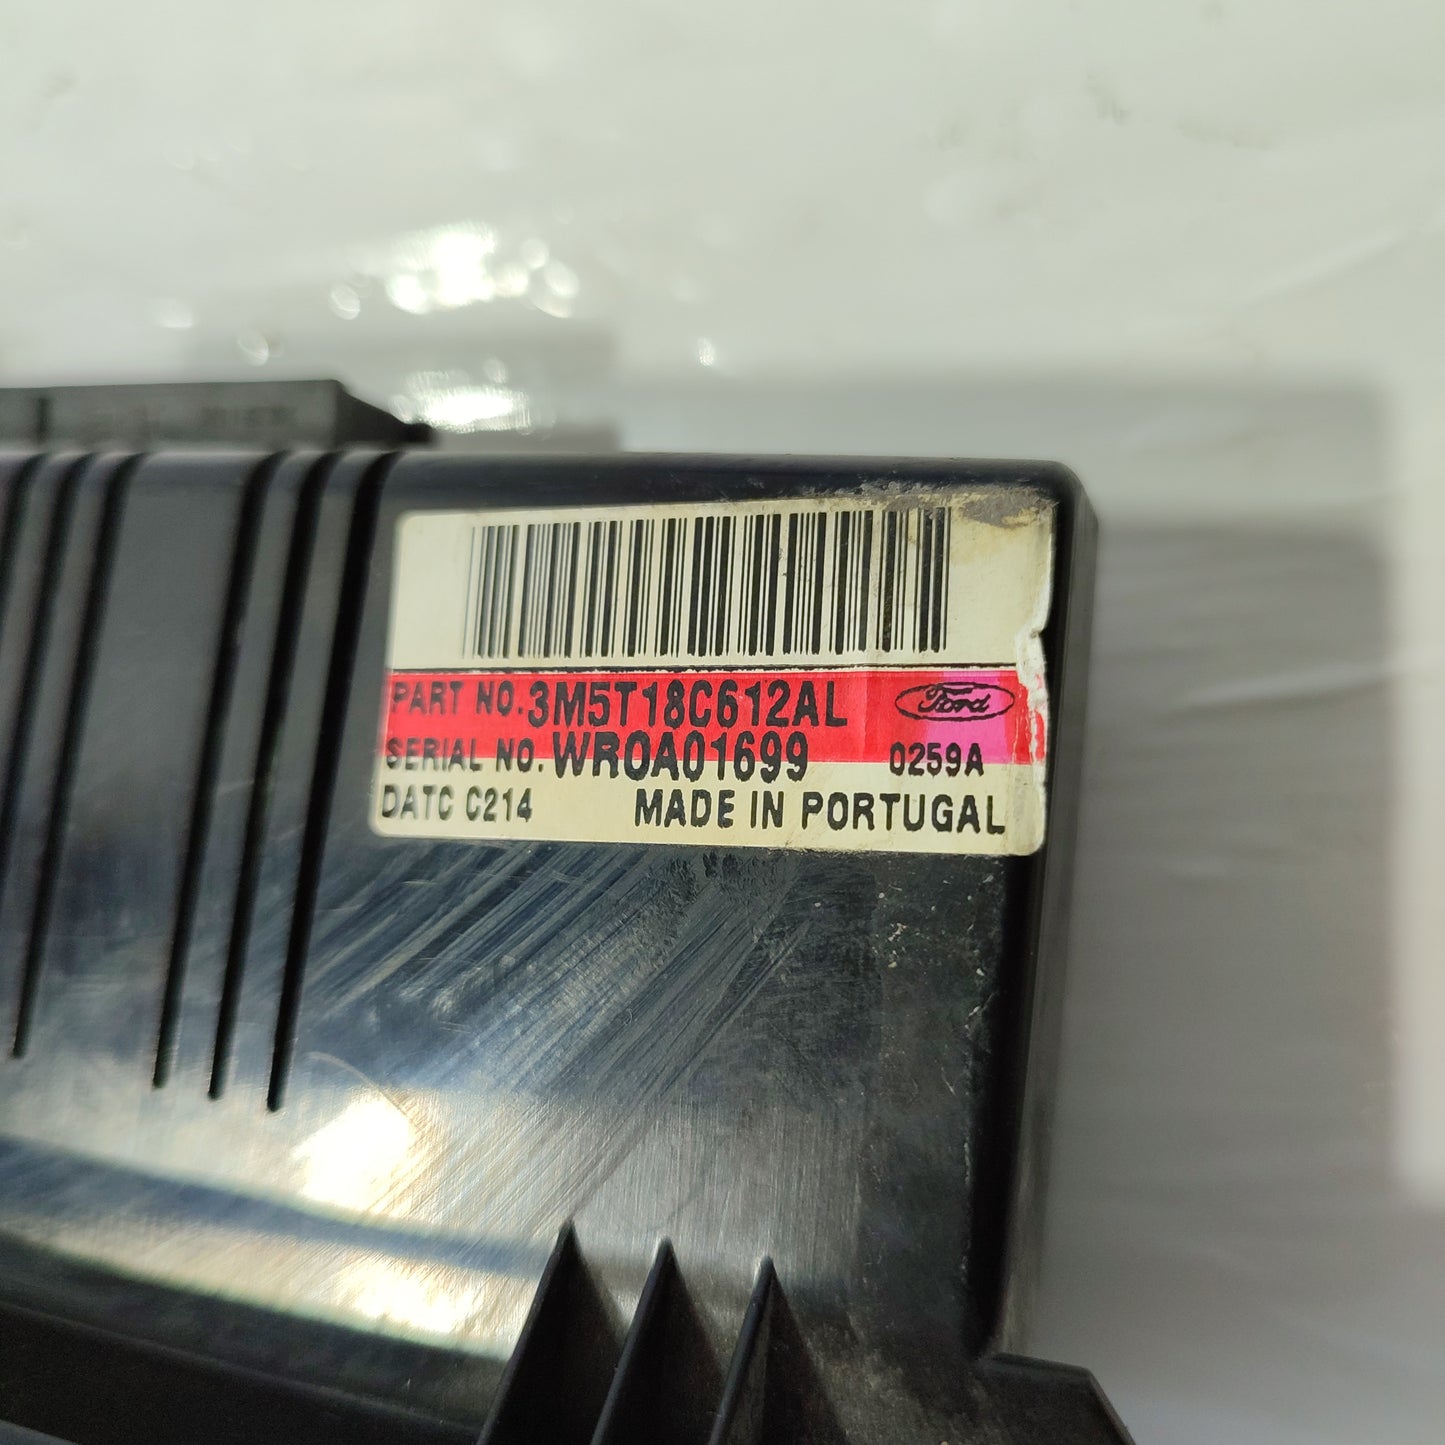 PART NO. 3M5T18C612AL Ford
SERIAL NO. WR0A01699 0259A
DATC C214 MADE IN PORTUGAL